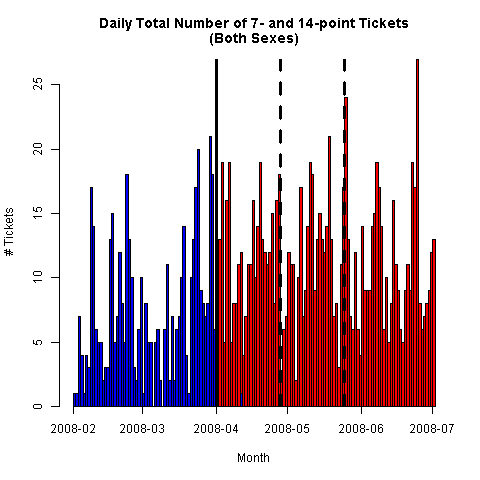 Daily Total Number of 7- and 14-point Tickets
(Both Sexes)
# Tickets
25
20
15
10
5
0
2008-02 2008-03 2008-04 2008-05 2008-06 2008-07
Month